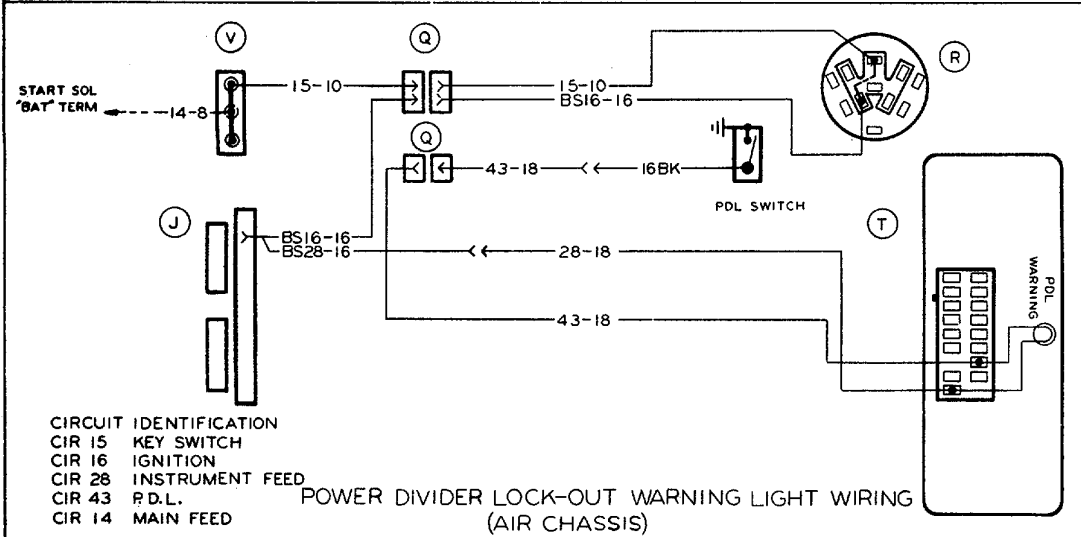 V
Q
R
START SOL
"BAT" TERM
14-8
15-10
15-10
BS16-16
Q
43-18
16BK
PDL SWITCH
J
T
BS16-16
BS28-16
28-18
43-18
PDL
WARNING
CIRCUIT IDENTIFICATION
CIR 15 KEY SWITCH
CIR 16 IGNITION
CIR 28 INSTRUMENT FEED
CIR 43 P.D.L.
CIR 14 MAIN FEED
POWER DIVIDER LOCK-OUT WARNING LIGHT WIRING
(AIR CHASSIS)